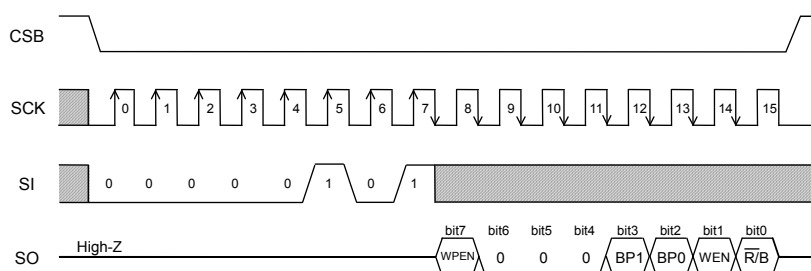 CSB
SCK 0 1 2 3 4 5 6 7 8 9 10 11 12 13 14 15
SI 0 0 0 0 0 1 0 1
bit7 bit6 bit5 bit4 bit3 bit2 bit1 bit0
SO High-Z WPEN 0 0 0 BP1 BP0 WEN R̅/B